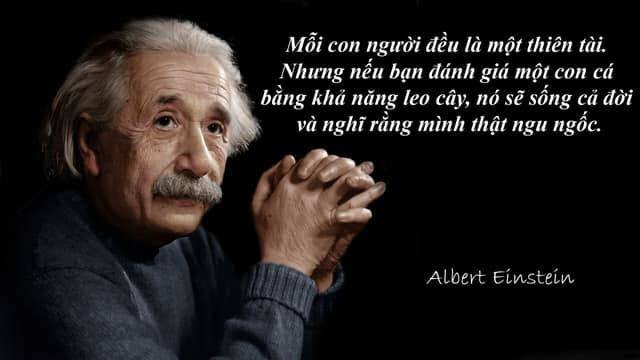 Mỗi con người đều là một thiên tài.
Nhưng nếu bạn đánh giá một con cá
bằng khả năng leo cây, nó sẽ sống cả đời
và nghĩ rằng mình thật ngu ngốc.
Albert Einstein